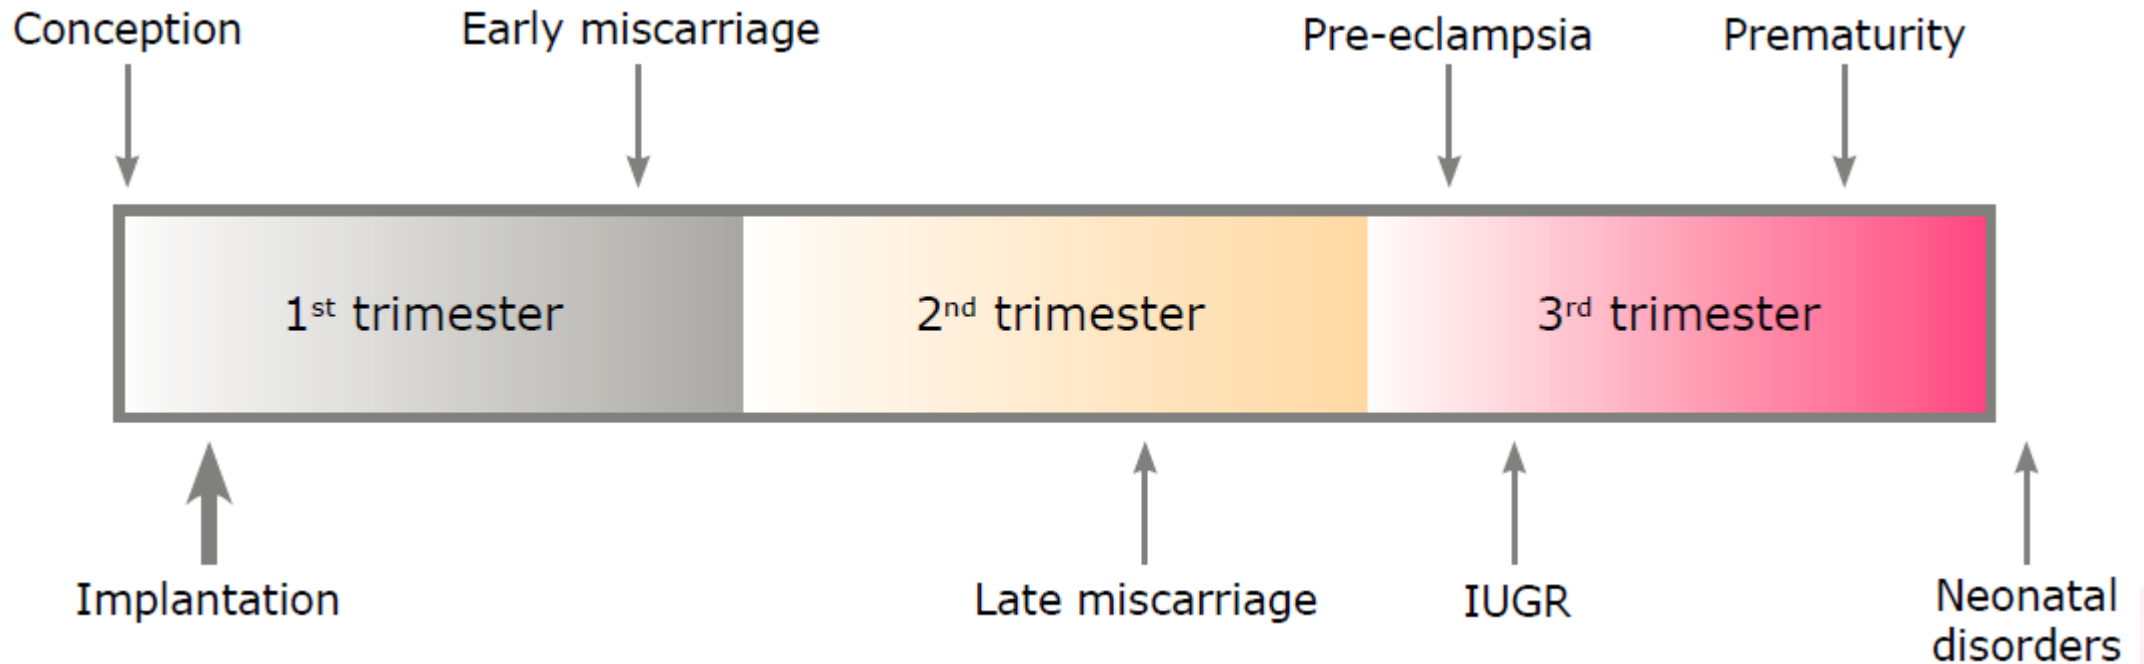 Conception
Early miscarriage
Pre-eclampsia
Prematurity
1st trimester
2nd trimester
3rd trimester
Implantation
Late miscarriage
IUGR
Neonatal
disorders